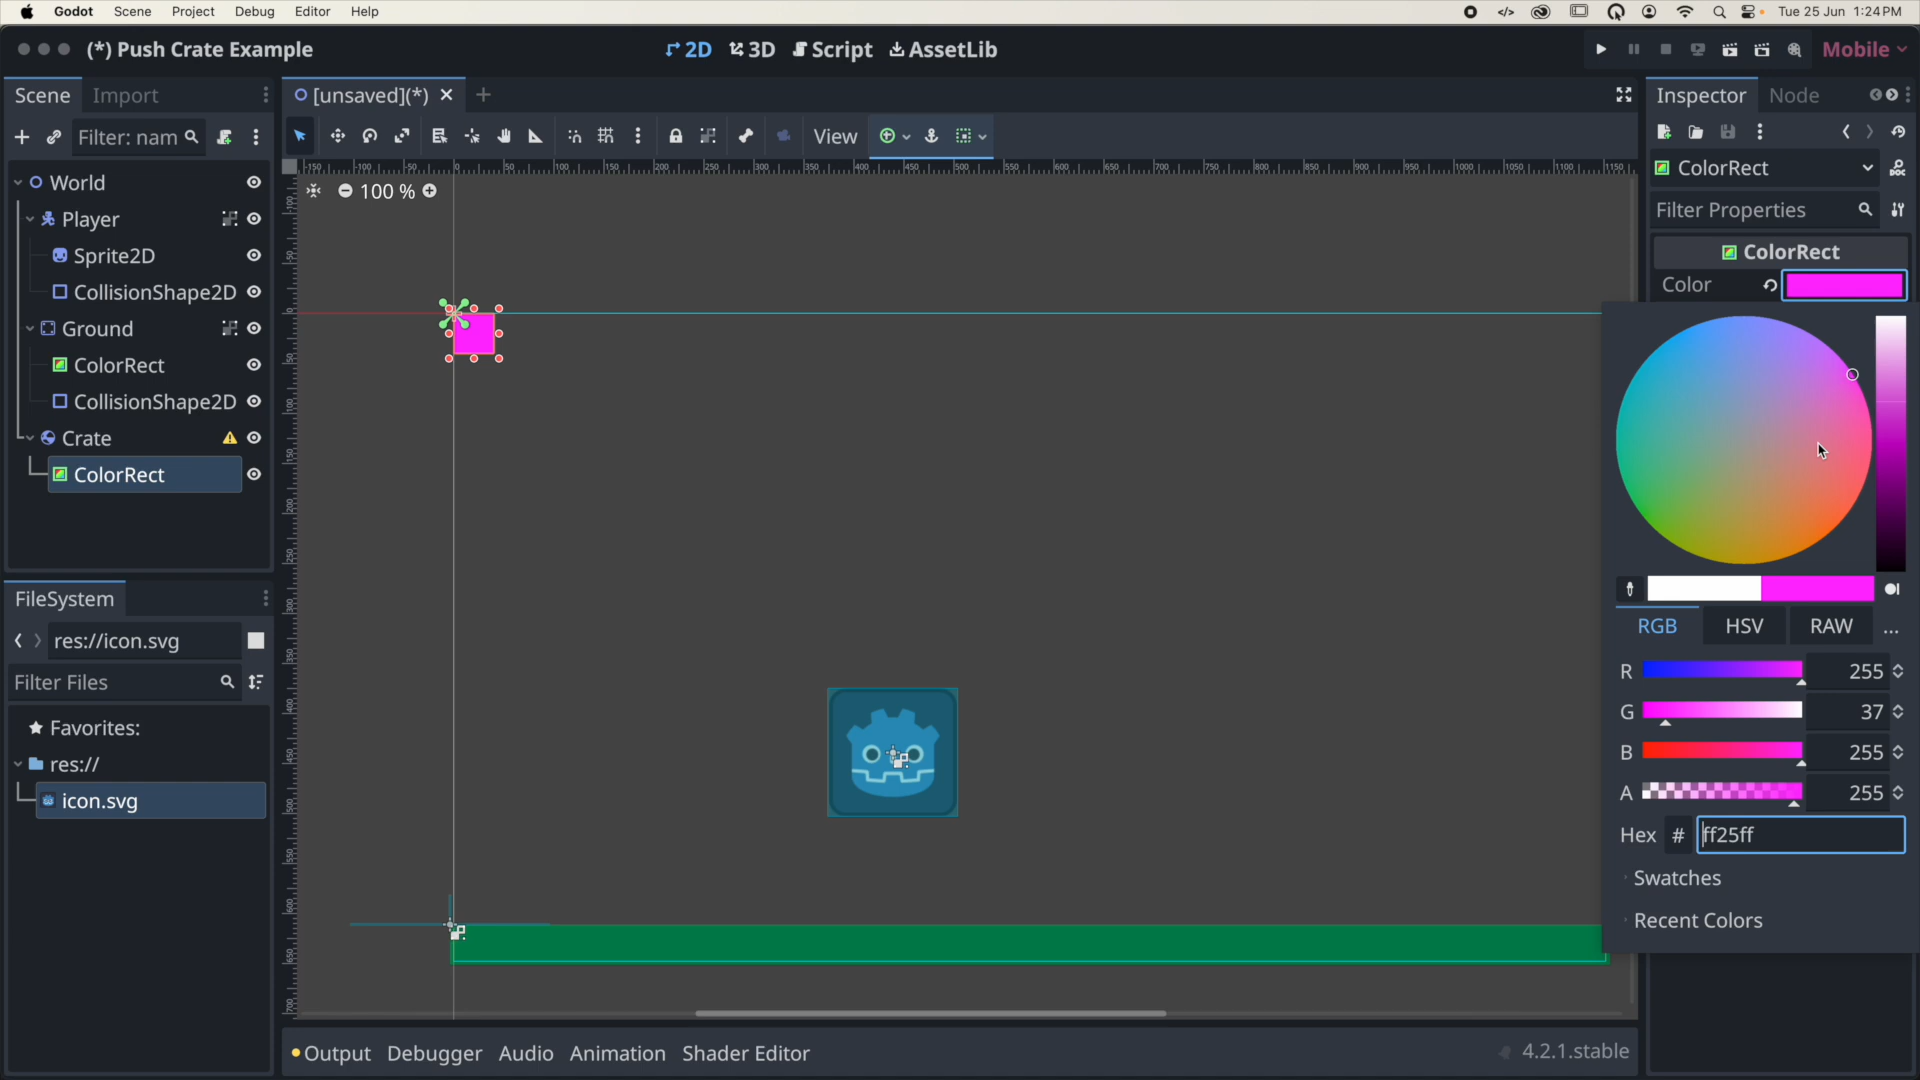 Godot Scene Project Debug Editor Help
Tue 25 Jun 1:24 PM
(*) Push Crate Example
2D 3D Script AssetLib
Mobile
Scene Import
[unsaved](*)
Inspector Node
Filter: nam
View
ColorRect
100 %
Filter Properties
ColorRect
Color
World
Player
Sprite2D
CollisionShape2D
Ground
ColorRect
CollisionShape2D
Crate
ColorRect
FileSystem
res://icon.svg
Filter Files
Favorites:
res://
icon.svg
RGB HSV RAW ...
R 255
G 37
B 255
A 255
Hex # ff25ff
Swatches
Recent Colors
Output Debugger Audio Animation Shader Editor
4.2.1.stable